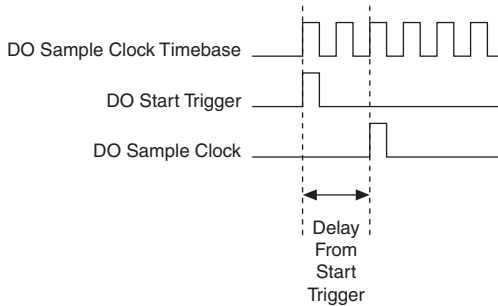 DO Sample Clock Timebase
DO Start Trigger
DO Sample Clock
Delay
From
Start
Trigger